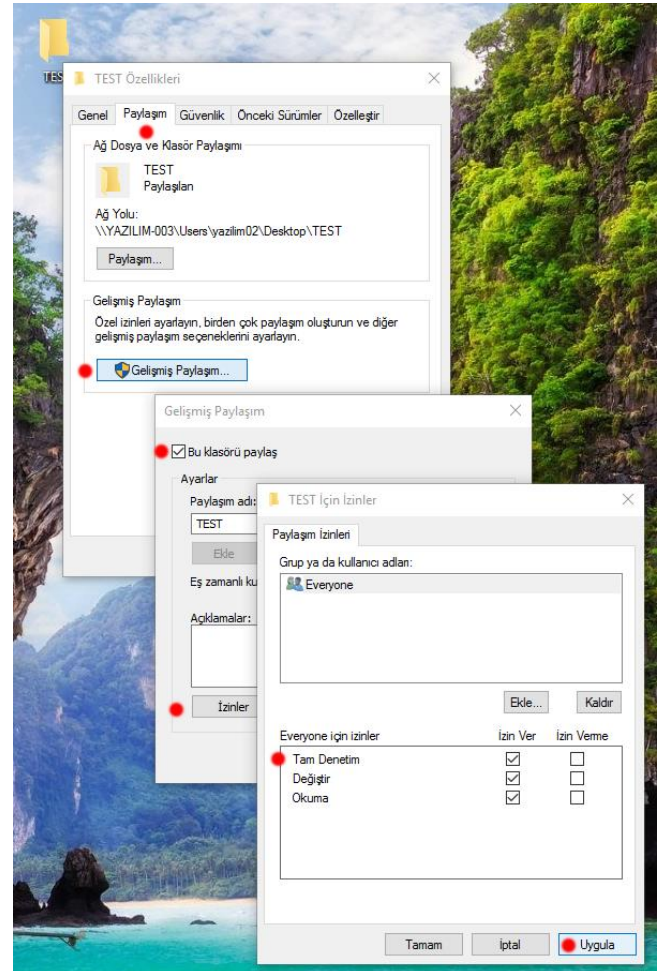 TEST Özellikleri
Genel Paylaşım Güvenlik Önceki Sürümler Özelleştir
Ağ Dosya ve Klasör Paylaşımı
TEST
Paylaşılan
Ağ Yolu:
\\YAZILIM-003\Users\yazilim02\Desktop\TEST
Paylaşım...
Gelişmiş Paylaşım
Özel izinleri ayarlayın, birden çok paylaşım oluşturun ve diğer
gelişmiş paylaşım seçeneklerini ayarlayın.
Gelişmiş Paylaşım...
Gelişmiş Paylaşım
Bu klasörü paylaş
Ayarlar
Paylaşım adı:
TEST
Ekle
Eş zamanlı ku
Açıklamalar:
İzinler
TEST İçin İzinler
Paylaşım İzinleri
Grup ya da kullanıcı adları:
Everyone
Ekle... Kaldır
Everyone için izinler İzin Ver İzin Verme
Tam Denetim
Değiştir
Okuma
Tamam İptal Uygula